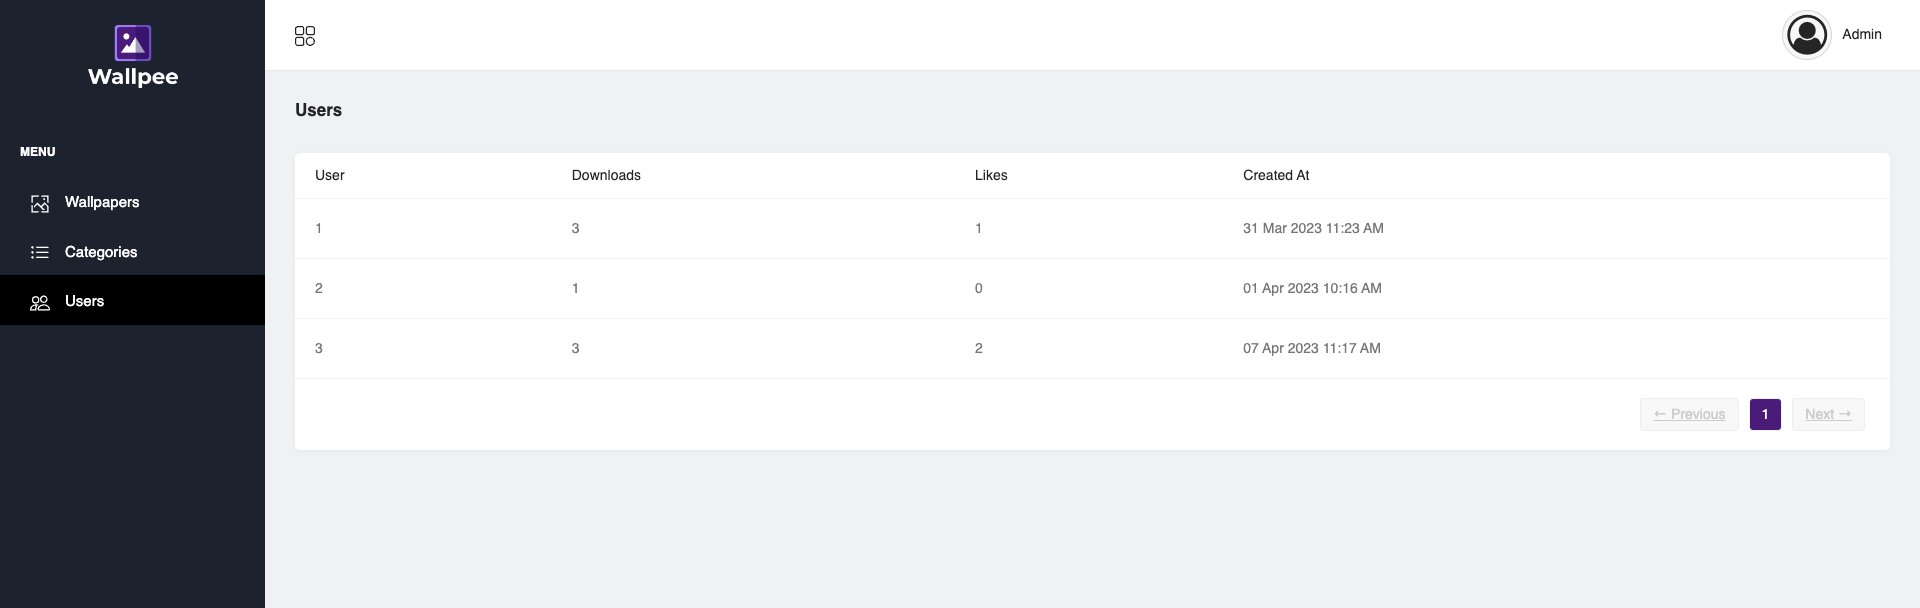 Wallpee
MENU
Wallpapers
Categories
Users
Admin
Users
User Downloads Likes Created At
1 3 1 31 Mar 2023 11:23 AM
2 1 0 01 Apr 2023 10:16 AM
3 3 2 07 Apr 2023 11:17 AM
← Previous 1 Next →